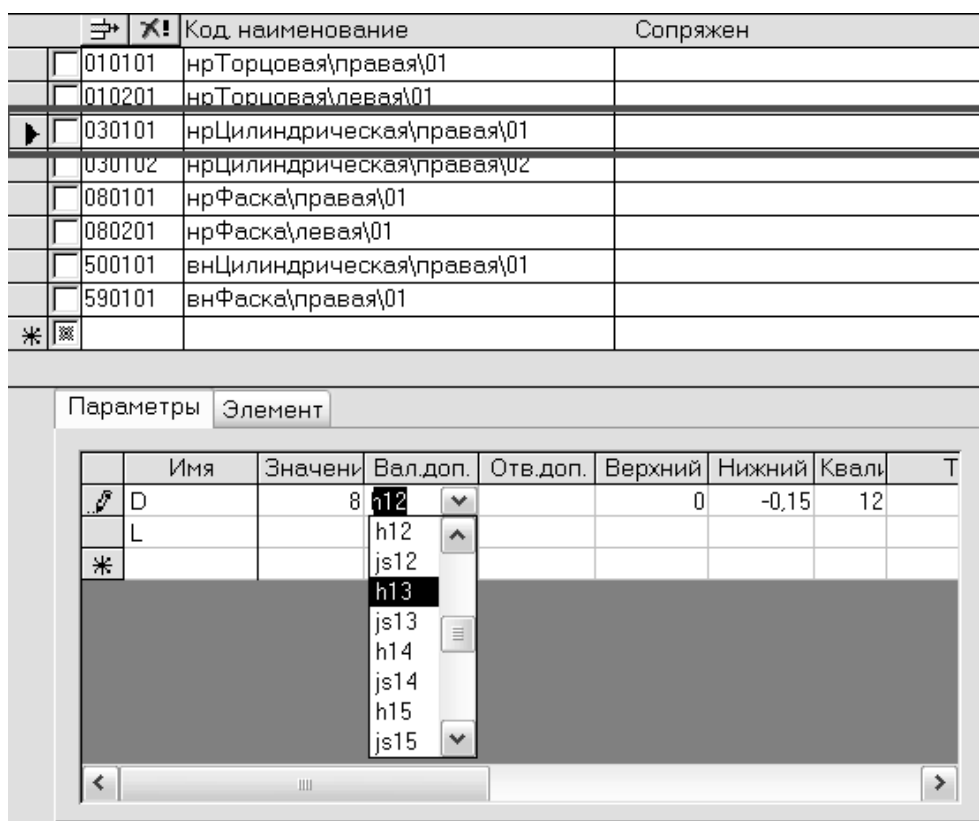 Код, наименование Сопряжен
010101 нрТорцовая\правая\01
010201 нрТорцовая\левая\01
030101 нрЦилиндрическая\правая\01
030102 нрЦилиндрическая\правая\02
080101 нрФаска\правая\01
080201 нрФаска\левая\01
500101 внЦилиндрическая\правая\01
590101 внФаска\правая\01
Параметры Элемент
Имя Значени Вал.доп. Отв.доп. Верхний Нижний Квали Т
D 8 h12 0 -0,15 12
L h12
js12
h13
js13
h14
js14
h15
js15